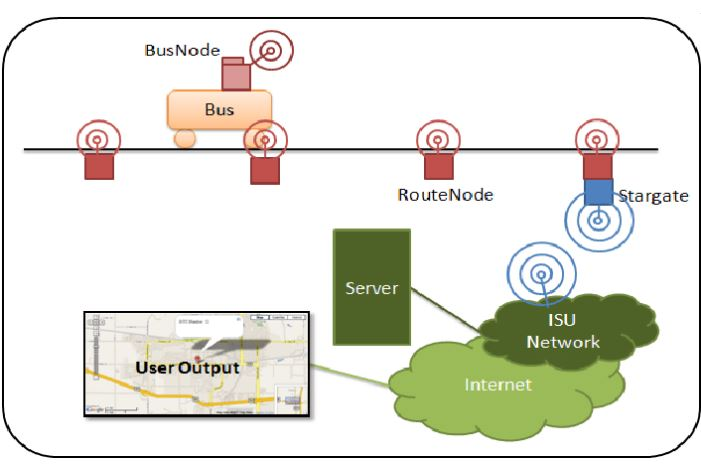 BusNode
Bus
RouteNode
Stargate
Server
ISU
Network
User Output
Internet